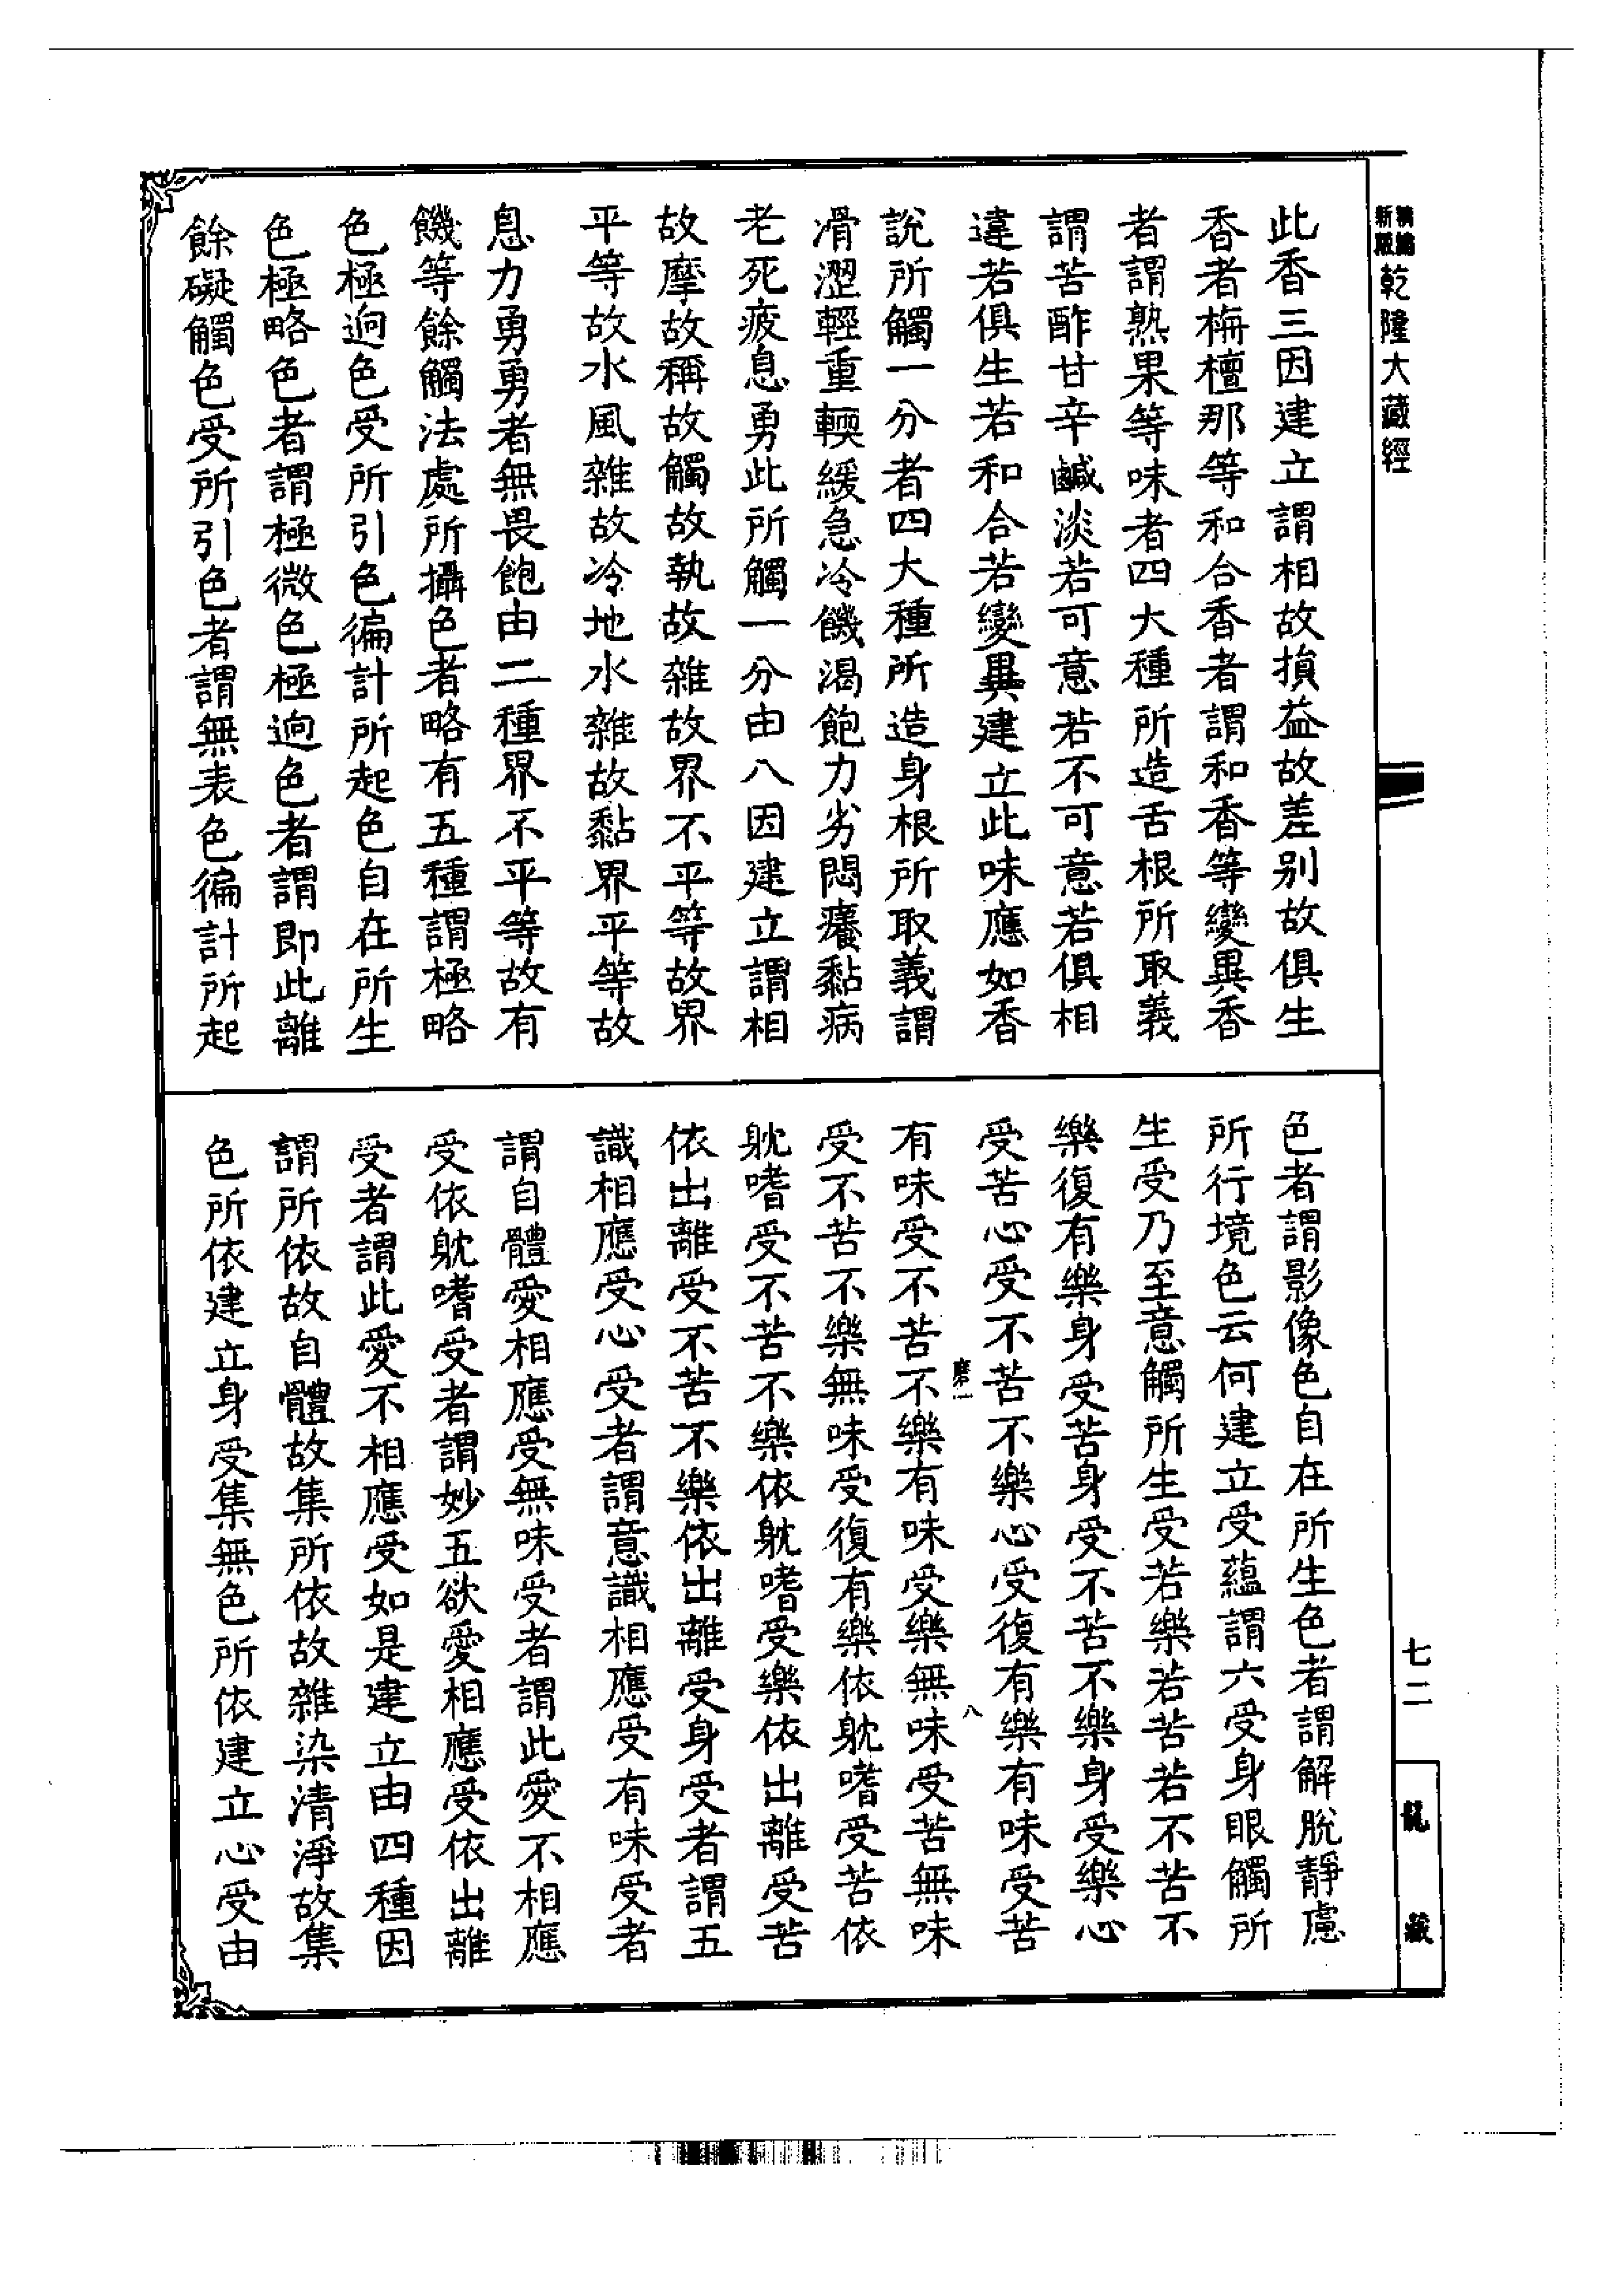 新編縮版乾隆大藏經
此香三因建立謂相故損益故差别故俱生
香者栴檀那等和合香者謂和香等變異香
者謂熟果等味者四大種所造舌根所取義
謂苦酢甘辛鹹淡若可意若不可意若俱相
違若俱生若和合若變異建立此味應如香
說所觸一分者四大種所造身根所取義謂
滑澀輕重輭緩急冷饑渴飽力劣悶癢黏病
老死疲息勇此所觸一分由八因建立謂相
故摩故稱故觸故執故雜故界不平等故界
平等故水風雜故冷地水雜故黏界平等故
息力勇勇者無畏飽由二種界不平等故有
饑等餘觸法處所攝色者略有五種謂極略
色極逈色受所引色徧計所起色自在所生
色極略色者謂極微色極逈色者謂即此離
餘礙觸色受所引色者謂無表色徧計所起
色者謂影像色自在所生色者謂解脫靜慮
所行境色云何建立受蘊謂六受身眼觸所
生受乃至意觸所生受若樂若苦若不苦不
樂復有樂身受苦身受不苦不樂身受樂心
受苦心受不苦不樂心受復有樂有味受苦
有味受不苦不樂有味受樂無味受苦無味
受不苦不樂無味受復有樂依躭嗜受苦依
躭嗜受不苦不樂依躭嗜受樂依出離受苦
依出離受不苦不樂依出離受身受者謂五
識相應受心受者謂意識相應受有味受者
謂自體愛相應受無味受者謂此愛不相應
受依躭嗜受者謂妙五欲愛相應受依出離
受者謂此愛不相應受如是建立由四種因
謂所依故自體故集所依故雜染清淨故集
色所依建立身受集無色所依建立心受由
八
七二
龍藏